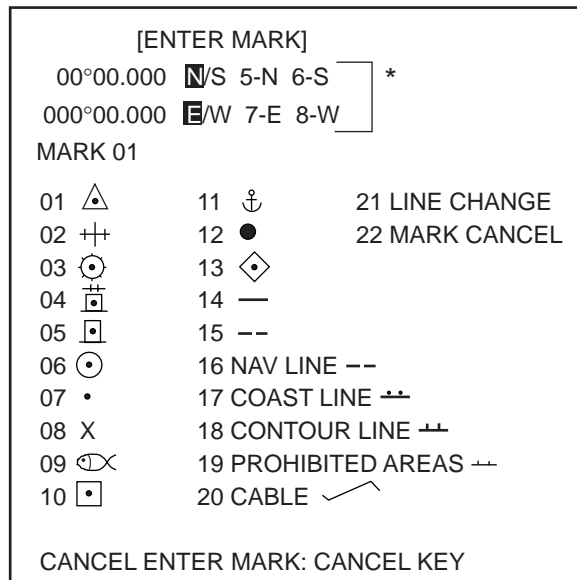 [ENTER MARK]
00°00.000 N/S 5-N 6-S *
000°00.000 E/W 7-E 8-W
MARK 01
01 11 21 LINE CHANGE
02 12 22 MARK CANCEL
03 13
04 14
05 15
06 16 NAV LINE
07 17 COAST LINE
08 X 18 CONTOUR LINE
09 19 PROHIBITED AREAS
10 20 CABLE
CANCEL ENTER MARK: CANCEL KEY